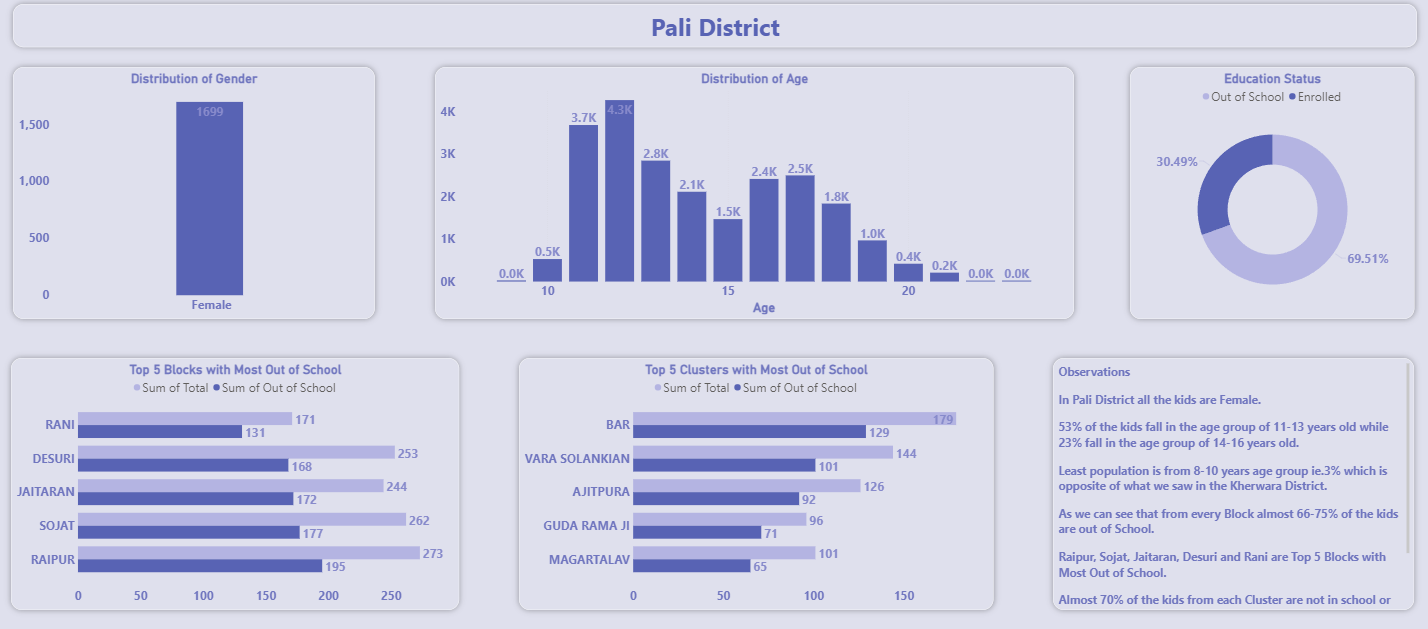 Pali District
Distribution of Gender
1699
1,500
1,000
500
0
Female
Distribution of Age
4K
3K
2K
1K
0K
0.0K
0.5K
3.7K
4.3K
2.8K
2.1K
1.5K
2.4K
2.5K
1.8K
1.0K
0.4K
0.2K
0.0K
0.0K
10
15
20
Age
Education Status
Out of School Enrolled
30.49%
69.51%
Top 5 Blocks with Most Out of School
Sum of Total Sum of Out of School
RANI 171
131
DESURI 253
168
JAITARAN 244
172
SOJAT 262
177
RAIPUR 273
195
0 50 100 150 200 250
Top 5 Clusters with Most Out of School
Sum of Total Sum of Out of School
BAR 179
129
VARA SOLANKIAN 144
101
AJITPURA 126
92
GUDA RAMA JI 96
71
MAGARTALAV 101
65
0 50 100 150
Observations
In Pali District all the kids are Female.
53% of the kids fall in the age group of 11-13 years old while
23% fall in the age group of 14-16 years old.
Least population is from 8-10 years age group ie.3% which is
opposite of what we saw in the Kherwara District.
As we can see that from every Block almost 66-75% of the kids
are out of School.
Raipur, Sojat, Jaitaran, Desuri and Rani are Top 5 Blocks with
Most Out of School.
Almost 70% of the kids from each Cluster are not in school or